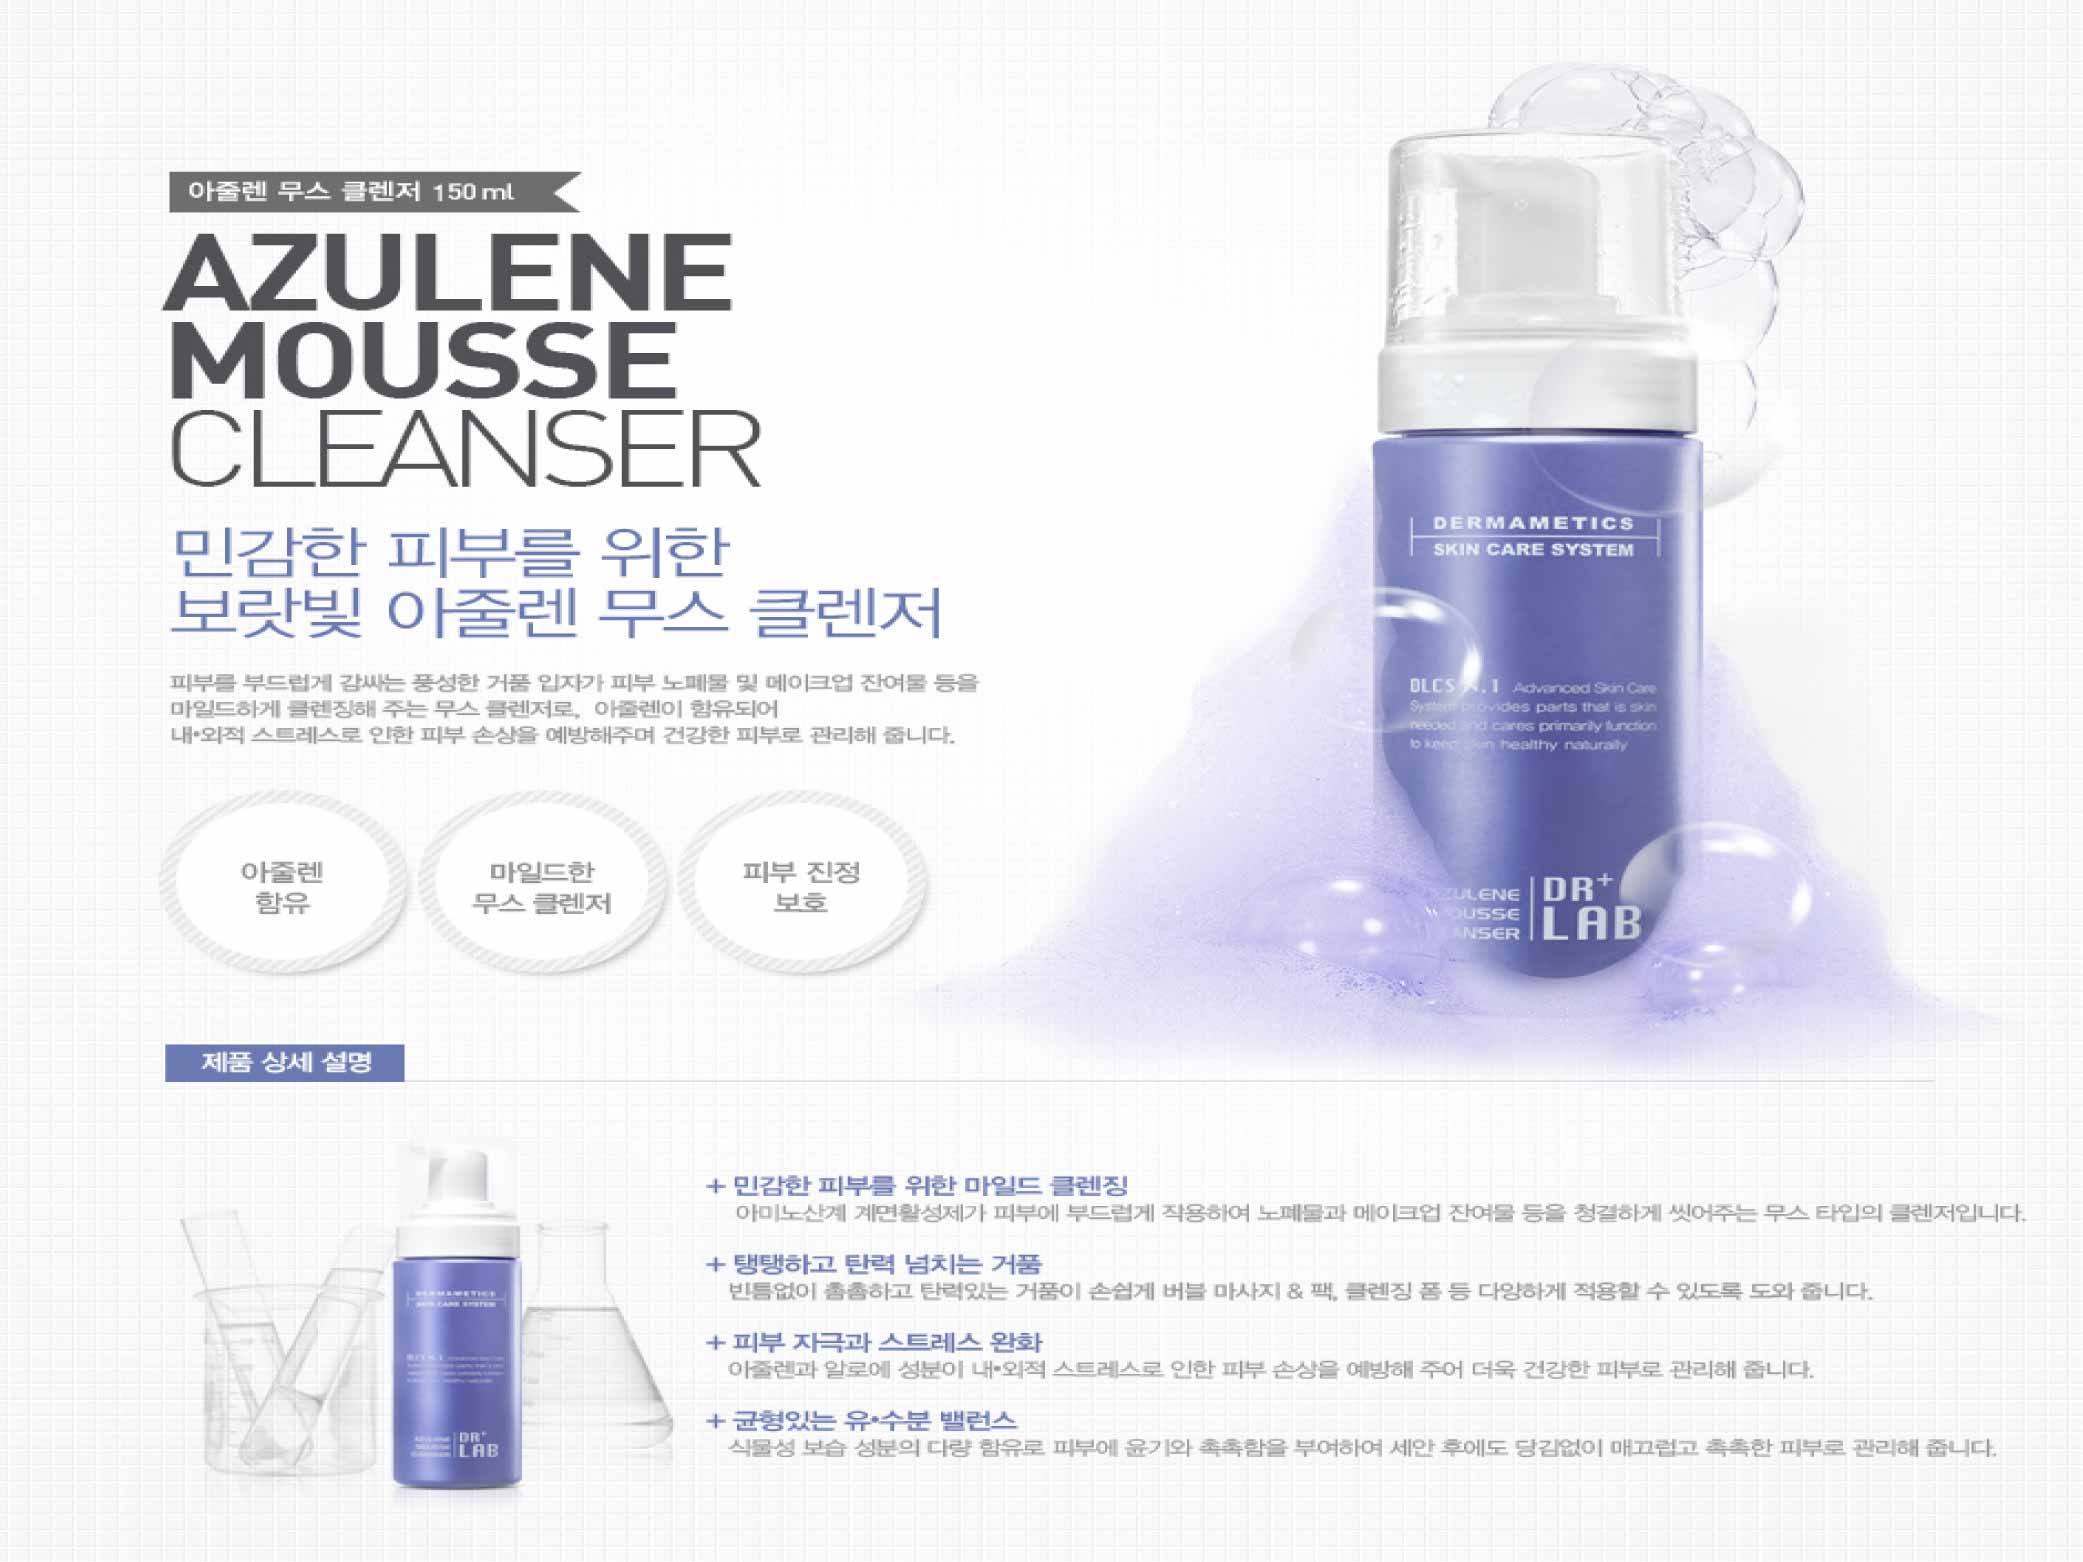 아줄렌 무스 클렌저 150 ml
AZULENE
MOUSSE
CLEANSER
민감한 피부를 위한
보랏빛 아줄렌 무스 클렌저
피부를 부드럽게 감싸는 풍성한 거품 입자가 피부 노폐물 및 메이크업 잔여물 등을
마일드하게 클렌징해 주는 무스 클렌저로, 아줄렌이 함유되어
내•외적 스트레스로 인한 피부 손상을 예방해주며 건강한 피부로 관리해 줍니다.
아줄렌
함유
마일드한
무스 클렌저
피부 진정
보호
DERMAMETICS
SKIN CARE SYSTEM
DLCS N.1 Advanced Skin Care
System provides parts that is skin
needed and cares primarily function
to keep skin healthy naturally
DR+
LAB
제품 상세 설명
DERMAMETICS
SKIN CARE SYSTEM
AZULENE
MOUSSE
CLEANSER
DR+
LAB
+ 민감한 피부를 위한 마일드 클렌징
아미노산계 계면활성제가 피부에 부드럽게 작용하여 노폐물과 메이크업 잔여물 등을 청결하게 씻어주는 무스 타입의 클렌저입니다.
+ 탱탱하고 탄력 넘치는 거품
빈틈없이 촘촘하고 탄력있는 거품이 손쉽게 버블 마사지 & 팩, 클렌징 폼 등 다양하게 적용할 수 있도록 도와 줍니다.
+ 피부 자극과 스트레스 완화
아줄렌과 알로에 성분이 내•외적 스트레스로 인한 피부 손상을 예방해 주어 더욱 건강한 피부로 관리해 줍니다.
+ 균형있는 유•수분 밸런스
식물성 보습 성분의 다량 함유로 피부에 윤기와 촉촉함을 부여하여 세안 후에도 당김없이 매끄럽고 촉촉한 피부로 관리해 줍니다.